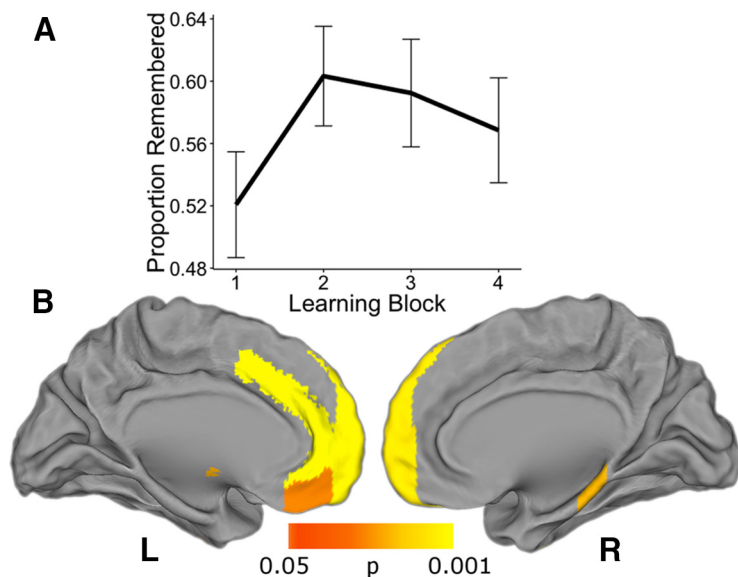 A
Proportion Remembered
0.64
0.60
0.56
0.52
0.48
1 2 3 4
Learning Block
B
L R
0.05 p 0.001